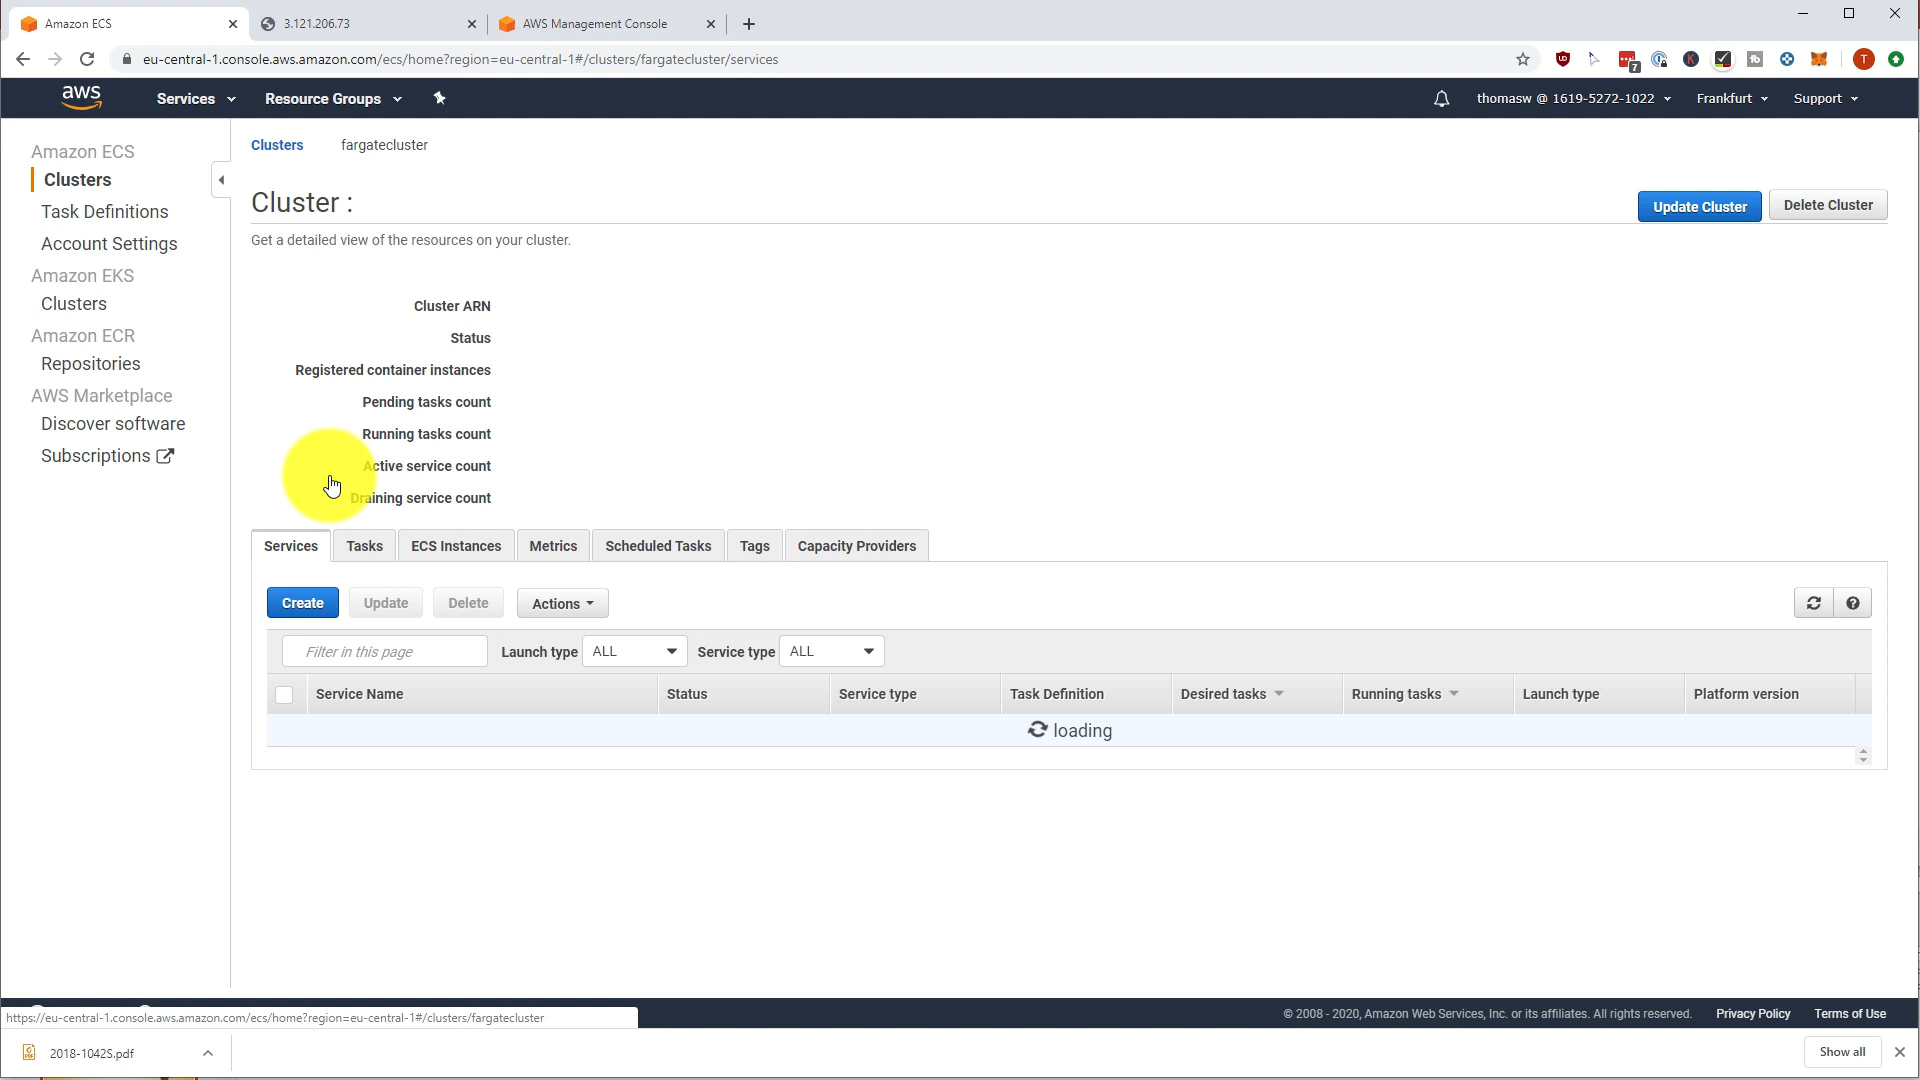 Amazon ECS
3.121.206.73
AWS Management Console
eu-central-1.console.aws.amazon.com/ecs/home?region=eu-central-1#/clusters/fargatecluster/services
7
T
aws
Services
Resource Groups
thomasw @ 1619-5272-1022
Frankfurt
Support
Amazon ECS
Clusters
Task Definitions
Account Settings
Amazon EKS
Clusters
Amazon ECR
Repositories
AWS Marketplace
Discover software
Subscriptions
Clusters
fargatecluster
Cluster :
Update Cluster
Delete Cluster
Get a detailed view of the resources on your cluster.
Cluster ARN
Status
Registered container instances
Pending tasks count
Running tasks count
Active service count
Draining service count
Services
Tasks
ECS Instances
Metrics
Scheduled Tasks
Tags
Capacity Providers
Create
Update
Delete
Actions
Filter in this page
Launch type
ALL
Service type
ALL
Service Name
Status
Service type
Task Definition
Desired tasks
Running tasks
Launch type
Platform version
loading
https://eu-central-1.console.aws.amazon.com/ecs/home?region=eu-central-1#/clusters/fargatecluster
© 2008 - 2020, Amazon Web Services, Inc. or its affiliates. All rights reserved.
Privacy Policy
Terms of Use
2018-1042S.pdf
Show all